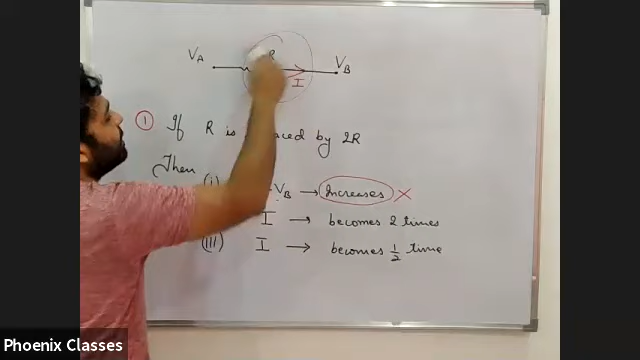 V_A R V_B
I
① If R is replaced by 2R
Then
(i) V_B → Increases ✗
I → becomes 2 times
(iii) I → becomes 1/2 time
Phoenix Classes